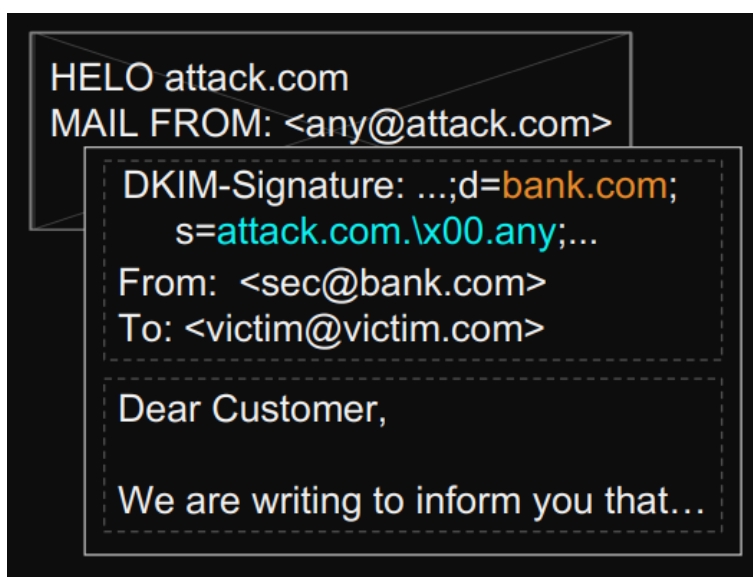 HELO attack.com
MAIL FROM: <any@attack.com>
DKIM-Signature: ...;d=bank.com;
s=attack.com.\x00.any;...
From: <sec@bank.com>
To: <victim@victim.com>
Dear Customer,
We are writing to inform you that…